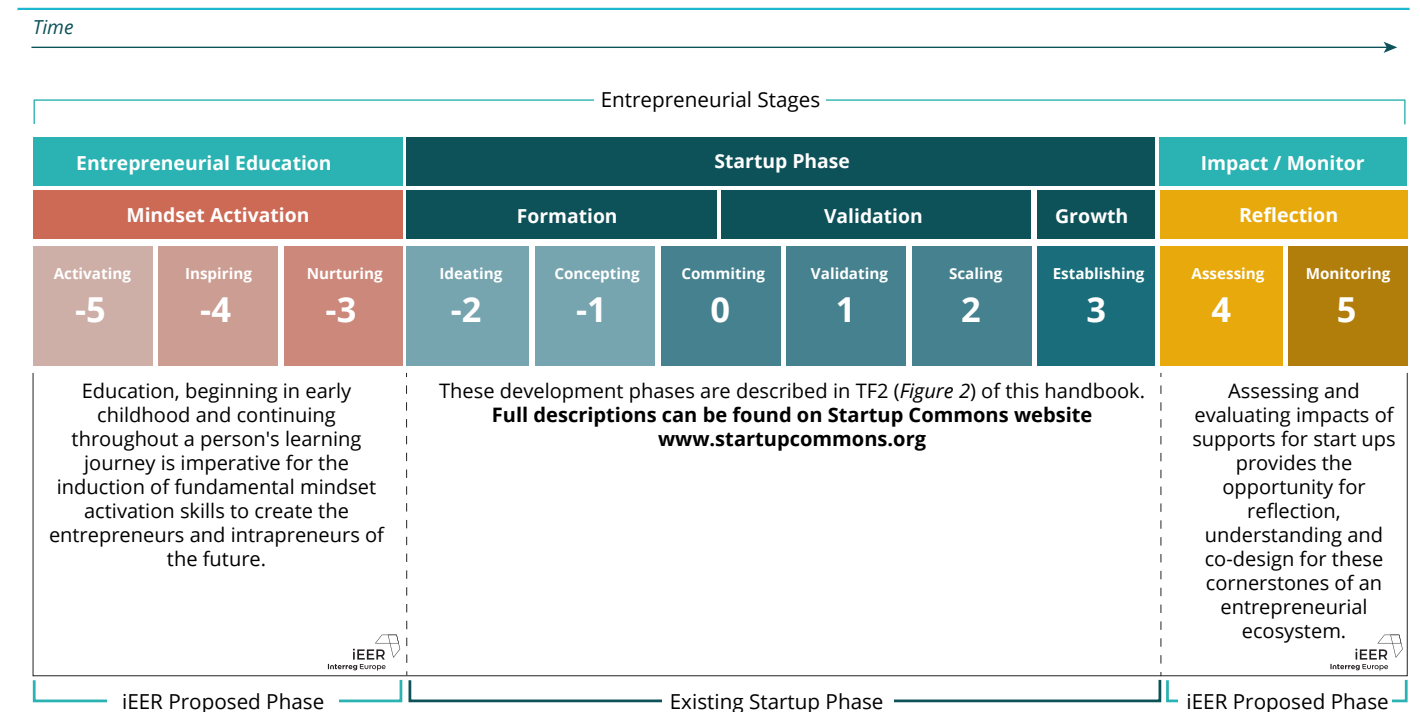 Time
Entrepreneurial Stages
Entrepreneurial Education
Startup Phase
Impact / Monitor
Mindset Activation
Formation
Validation
Growth
Reflection
Activating
-5
Inspiring
-4
Nurturing
-3
Ideating
-2
Concepting
-1
Commiting
0
Validating
1
Scaling
2
Establishing
3
Assessing
4
Monitoring
5
Education, beginning in early
childhood and continuing
throughout a person's learning
journey is imperative for the
induction of fundamental mindset
activation skills to create the
entrepreneurs and intrapreneurs of
the future.
iEER
Interreg Europe
These development phases are described in TF2 (Figure 2) of this handbook.
Full descriptions can be found on Startup Commons website
www.startupcommons.org
Assessing and
evaluating impacts of
supports for start ups
provides the
opportunity for
reflection,
understanding and
co-design for these
cornerstones of an
entrepreneurial
ecosystem.
iEER
Interreg Europe
iEER Proposed Phase
Existing Startup Phase
iEER Proposed Phase